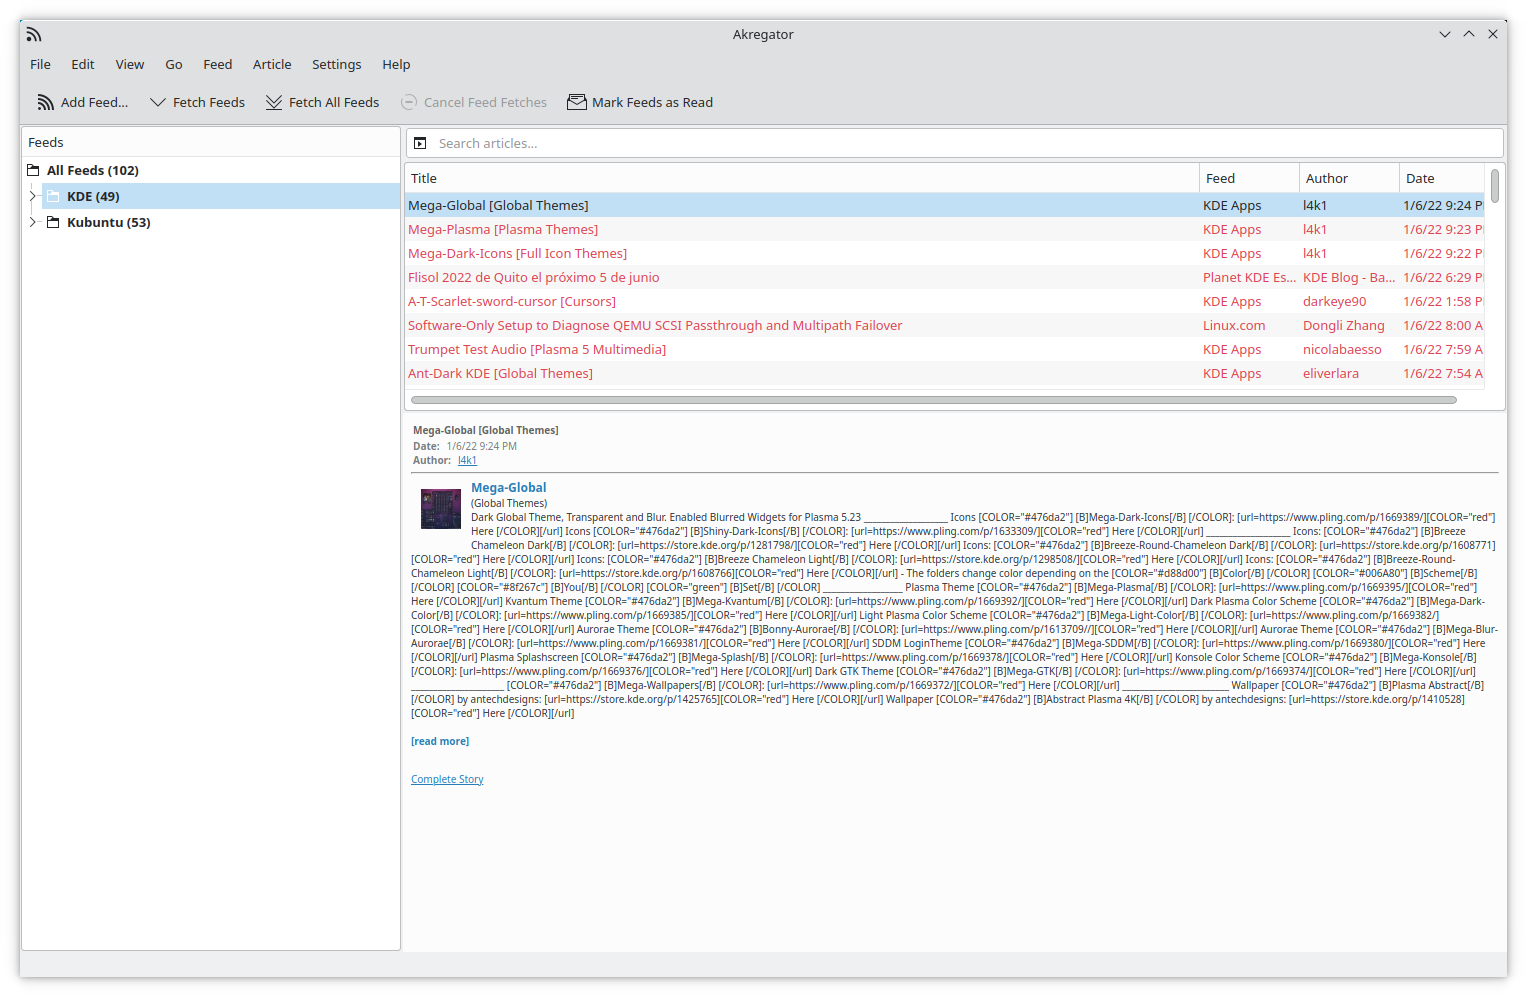 Akregator
File Edit View Go Feed Article Settings Help
Add Feed... Fetch Feeds Fetch All Feeds Cancel Feed Fetches Mark Feeds as Read
Feeds
All Feeds (102)
KDE (49)
Kubuntu (53)
Search articles...
Title Feed Author Date
Mega-Global [Global Themes] KDE Apps l4k1 1/6/22 9:24 P
Mega-Plasma [Plasma Themes] KDE Apps l4k1 1/6/22 9:23 P
Mega-Dark-Icons [Full Icon Themes] KDE Apps l4k1 1/6/22 9:22 P
Flisol 2022 de Quito el próximo 5 de junio Planet KDE Es... KDE Blog - Ba... 1/6/22 6:29 P
A-T-Scarlet-sword-cursor [Cursors] KDE Apps darkeye90 1/6/22 1:58 P
Software-Only Setup to Diagnose QEMU SCSI Passthrough and Multipath Failover Linux.com Dongli Zhang 1/6/22 8:00 A
Trumpet Test Audio [Plasma 5 Multimedia] KDE Apps nicolabaesso 1/6/22 7:59 A
Ant-Dark KDE [Global Themes] KDE Apps eliverlara 1/6/22 7:54 A
Mega-Global [Global Themes]
Date: 1/6/22 9:24 PM
Author: l4k1
Mega-Global
(Global Themes)
Dark Global Theme, Transparent and Blur. Enabled Blurred Widgets for Plasma 5.23 ___________________ Icons [COLOR="#476da2"] [B]Mega-Dark-Icons[/B] [/COLOR]: [url=https://www.pling.com/p/1669389/][COLOR="red"]
Here [/COLOR][/url] Icons [COLOR="#476da2"] [B]Shiny-Dark-Icons[/B] [/COLOR]: [url=https://www.pling.com/p/1633309/][COLOR="red"] Here [/COLOR][/url] ___________________ Icons: [COLOR="#476da2"] [B]Breeze
Chameleon Dark[/B] [/COLOR]: [url=https://store.kde.org/p/1281798/][COLOR="red"] Here [/COLOR][/url] Icons: [COLOR="#476da2"] [B]Breeze-Round-Chameleon Dark[/B] [/COLOR]: [url=https://store.kde.org/p/1608771]
[COLOR="red"] Here [/COLOR][/url] Icons: [COLOR="#476da2"] [B]Breeze Chameleon Light[/B] [/COLOR]: [url=https://store.kde.org/p/1298508/][COLOR="red"] Here [/COLOR][/url] Icons: [COLOR="#476da2"] [B]Breeze-Round-
Chameleon Light[/B] [/COLOR]: [url=https://store.kde.org/p/1608766][COLOR="red"] Here [/COLOR][/url] - The folders change color depending on the [COLOR="#d88d00"] [B]Color[/B] [/COLOR] [COLOR="#006A80"] [B]Scheme[/B]
[/COLOR] [COLOR="#8f267c"] [B]You[/B] [/COLOR] [COLOR="green"] [B]Set[/B] [/COLOR] __________________ Plasma Theme [COLOR="#476da2"] [B]Mega-Plasma[/B] [/COLOR]: [url=https://www.pling.com/p/1669395/][COLOR="red"]
Here [/COLOR][/url] Kvantum Theme [COLOR="#476da2"] [B]Mega-Kvantum[/B] [/COLOR]: [url=https://www.pling.com/p/1669392/][COLOR="red"] Here [/COLOR][/url] Dark Plasma Color Scheme [COLOR="#476da2"] [B]Mega-Dark-
Color[/B] [/COLOR]: [url=https://www.pling.com/p/1669385/][COLOR="red"] Here [/COLOR][/url] Light Plasma Color Scheme [COLOR="#476da2"] [B]Mega-Light-Color[/B] [/COLOR]: [url=https://www.pling.com/p/1669382/]
[COLOR="red"] Here [/COLOR][/url] Aurorae Theme [COLOR="#476da2"] [B]Bonny-Aurorae[/B] [/COLOR]: [url=https://www.pling.com/p/1613709//][COLOR="red"] Here [/COLOR][/url] Aurorae Theme [COLOR="#476da2"] [B]Mega-Blur-
Aurorae[/B] [/COLOR]: [url=https://www.pling.com/p/1669381/][COLOR="red"] Here [/COLOR][/url] SDDM LoginTheme [COLOR="#476da2"] [B]Mega-SDDM[/B] [/COLOR]: [url=https://www.pling.com/p/1669380/][COLOR="red"] Here
[/COLOR][/url] Plasma Splashscreen [COLOR="#476da2"] [B]Mega-Splash[/B] [/COLOR]: [url=https://www.pling.com/p/1669378/][COLOR="red"] Here [/COLOR][/url] Konsole Color Scheme [COLOR="#476da2"] [B]Mega-Konsole[/B]
[/COLOR]: [url=https://www.pling.com/p/1669376/][COLOR="red"] Here [/COLOR][/url] Dark GTK Theme [COLOR="#476da2"] [B]Mega-GTK[/B] [/COLOR]: [url=https://www.pling.com/p/1669374/][COLOR="red"] Here [/COLOR][/url]
_____________________ [COLOR="#476da2"] [B]Mega-Wallpapers[/B] [/COLOR]: [url=https://www.pling.com/p/1669372/][COLOR="red"] Here [/COLOR][/url] ________________________ Wallpaper [COLOR="#476da2"] [B]Plasma Abstract[/B]
[/COLOR] by antechdesigns: [url=https://store.kde.org/p/1425765][COLOR="red"] Here [/COLOR][/url] Wallpaper [COLOR="#476da2"] [B]Abstract Plasma 4K[/B] [/COLOR] by antechdesigns: [url=https://store.kde.org/p/1410528]
[COLOR="red"] Here [/COLOR][/url]
[read more]
Complete Story